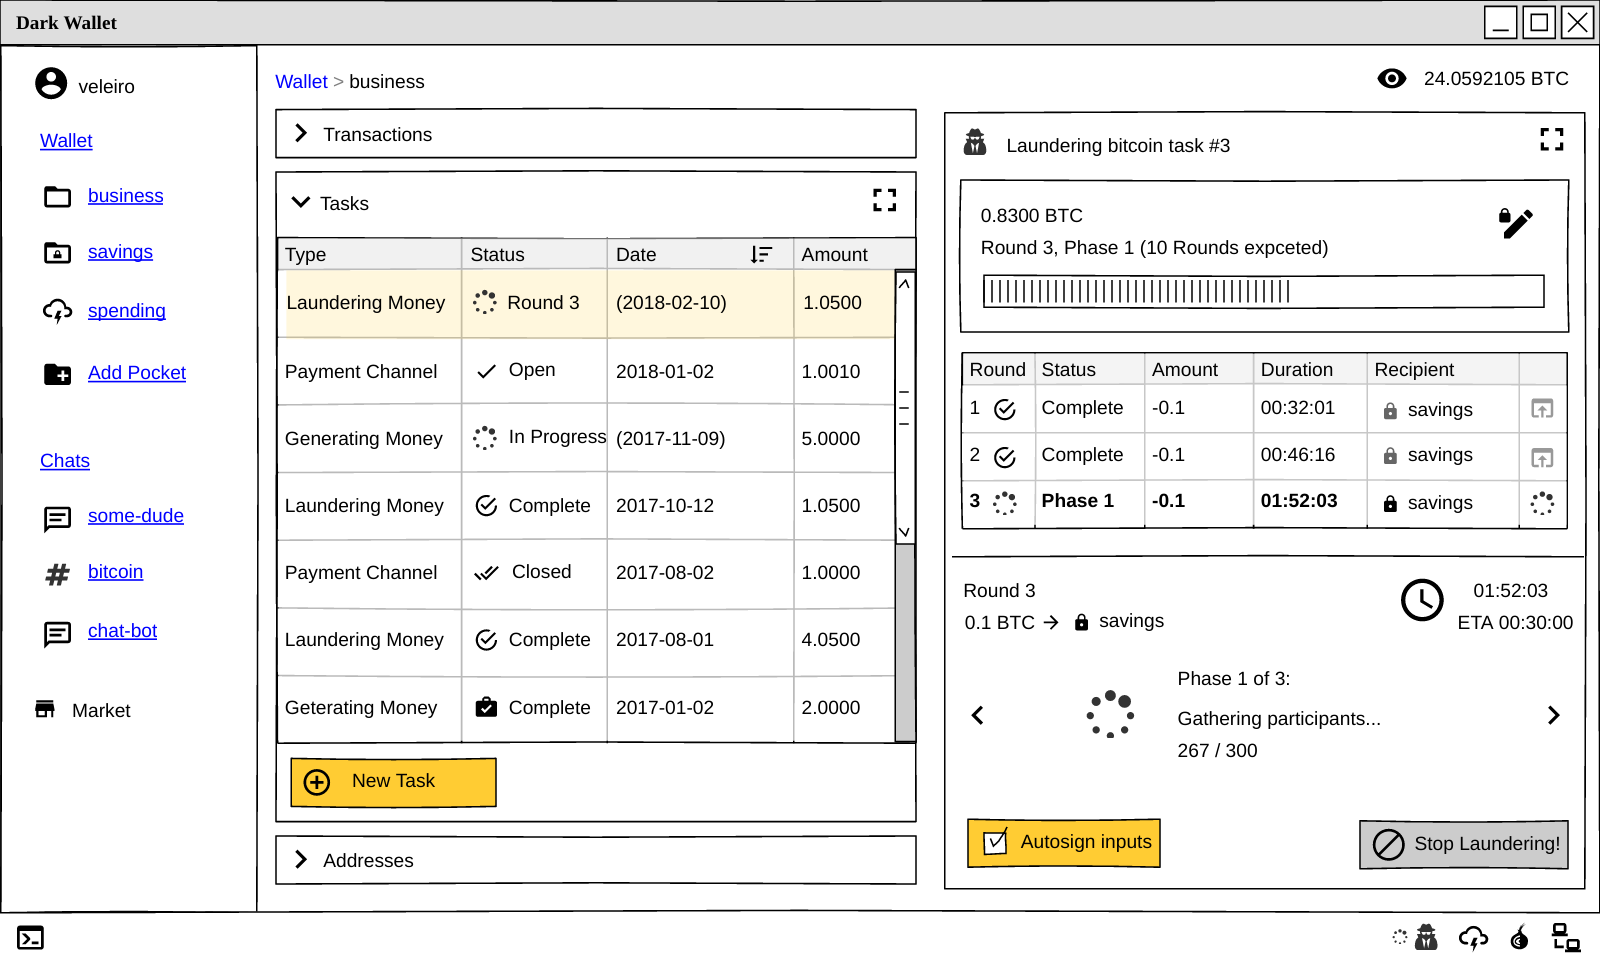 Dark Wallet
veleiro
Wallet
business
savings
spending
Add Pocket
Chats
some-dude
# bitcoin
chat-bot
Market
Wallet > business
24.0592105 BTC
Transactions
Tasks
Type Status Date Amount
Laundering Money Round 3 (2018-02-10) 1.0500
Payment Channel Open 2018-01-02 1.0010
Generating Money In Progress (2017-11-09) 5.0000
Laundering Money Complete 2017-10-12 1.0500
Payment Channel Closed 2017-08-02 1.0000
Laundering Money Complete 2017-08-01 4.0500
Geterating Money Complete 2017-01-02 2.0000
New Task
Addresses
Laundering bitcoin task #3
0.8300 BTC
Round 3, Phase 1 (10 Rounds expceted)
Round Status Amount Duration Recipient
1 Complete -0.1 00:32:01 savings
2 Complete -0.1 00:46:16 savings
3 Phase 1 -0.1 01:52:03 savings
Round 3 01:52:03
0.1 BTC → savings ETA 00:30:00
Phase 1 of 3:
Gathering participants...
267 / 300
Autosign inputs
Stop Laundering!